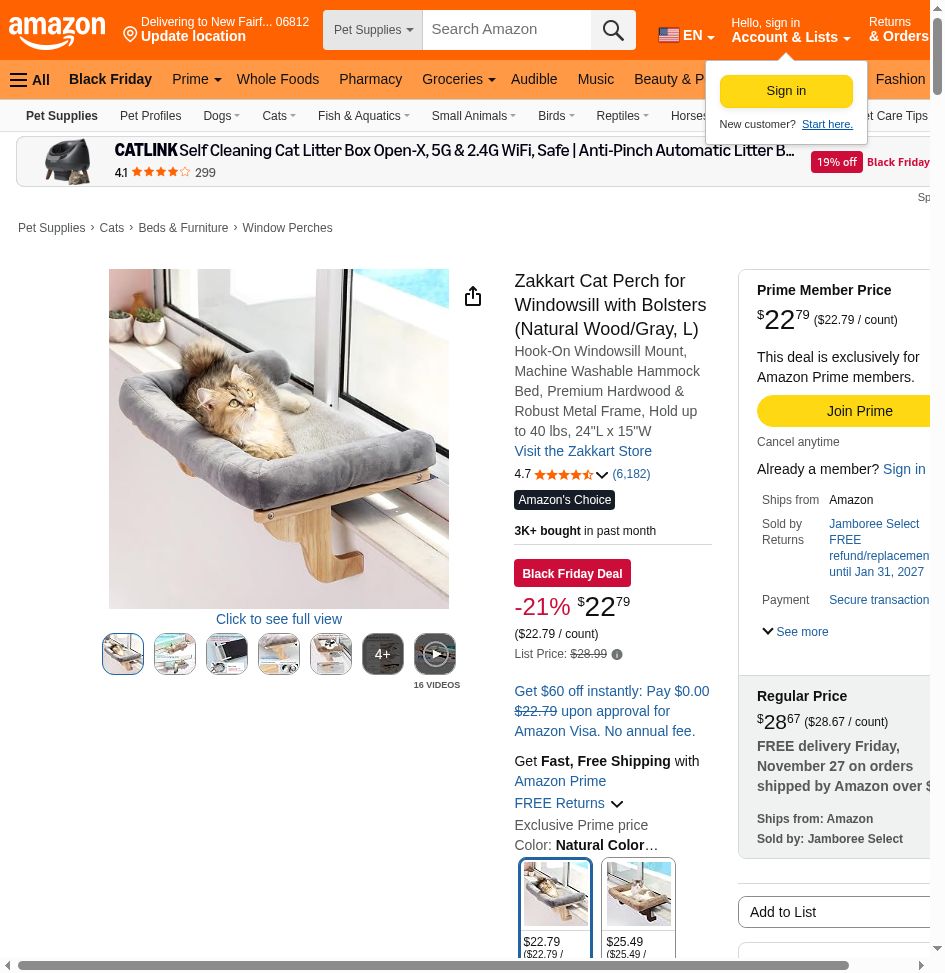 amazon
Delivering to New Fairf... 06812
Update location
Pet Supplies
Search Amazon
EN
Hello, sign in
Account & Lists
Returns
& Orders
All
Black Friday
Prime
Whole Foods
Pharmacy
Groceries
Audible
Music
Beauty & P
Fashion
Sign in
New customer? Start here.
Pet Supplies
Pet Profiles
Dogs
Cats
Fish & Aquatics
Small Animals
Birds
Reptiles
Horses
Pet Care Tips
CATLINK Self Cleaning Cat Litter Box Open-X, 5G & 2.4G WiFi, Safe | Anti-Pinch Automatic Litter B...
4.1
299
19% off
Black Friday
Sp
Pet Supplies › Cats › Beds & Furniture › Window Perches
Click to see full view
4+
16 VIDEOS
Zakkart Cat Perch for
Windowsill with Bolsters
(Natural Wood/Gray, L)
Hook-On Windowsill Mount,
Machine Washable Hammock
Bed, Premium Hardwood &
Robust Metal Frame, Hold up
to 40 lbs, 24"L x 15"W
Visit the Zakkart Store
4.7
(6,182)
Amazon's Choice
3K+ bought in past month
Black Friday Deal
-21% $22 79
($22.79 / count)
List Price: $28.99
Get $60 off instantly: Pay $0.00
$22.79 upon approval for
Amazon Visa. No annual fee.
Get Fast, Free Shipping with
Amazon Prime
FREE Returns
Exclusive Prime price
Color: Natural Color...
$22.79
($22.79 /
$25.49
($25.49 /
Prime Member Price
$22 79 ($22.79 / count)
This deal is exclusively for
Amazon Prime members.
Join Prime
Cancel anytime
Already a member? Sign in
Ships from Amazon
Sold by Jamboree Select
Returns FREE
refund/replacemen
until Jan 31, 2027
Payment Secure transaction
See more
Regular Price
$28 67 ($28.67 / count)
FREE delivery Friday,
November 27 on orders
shipped by Amazon over $
Ships from: Amazon
Sold by: Jamboree Select
Add to List